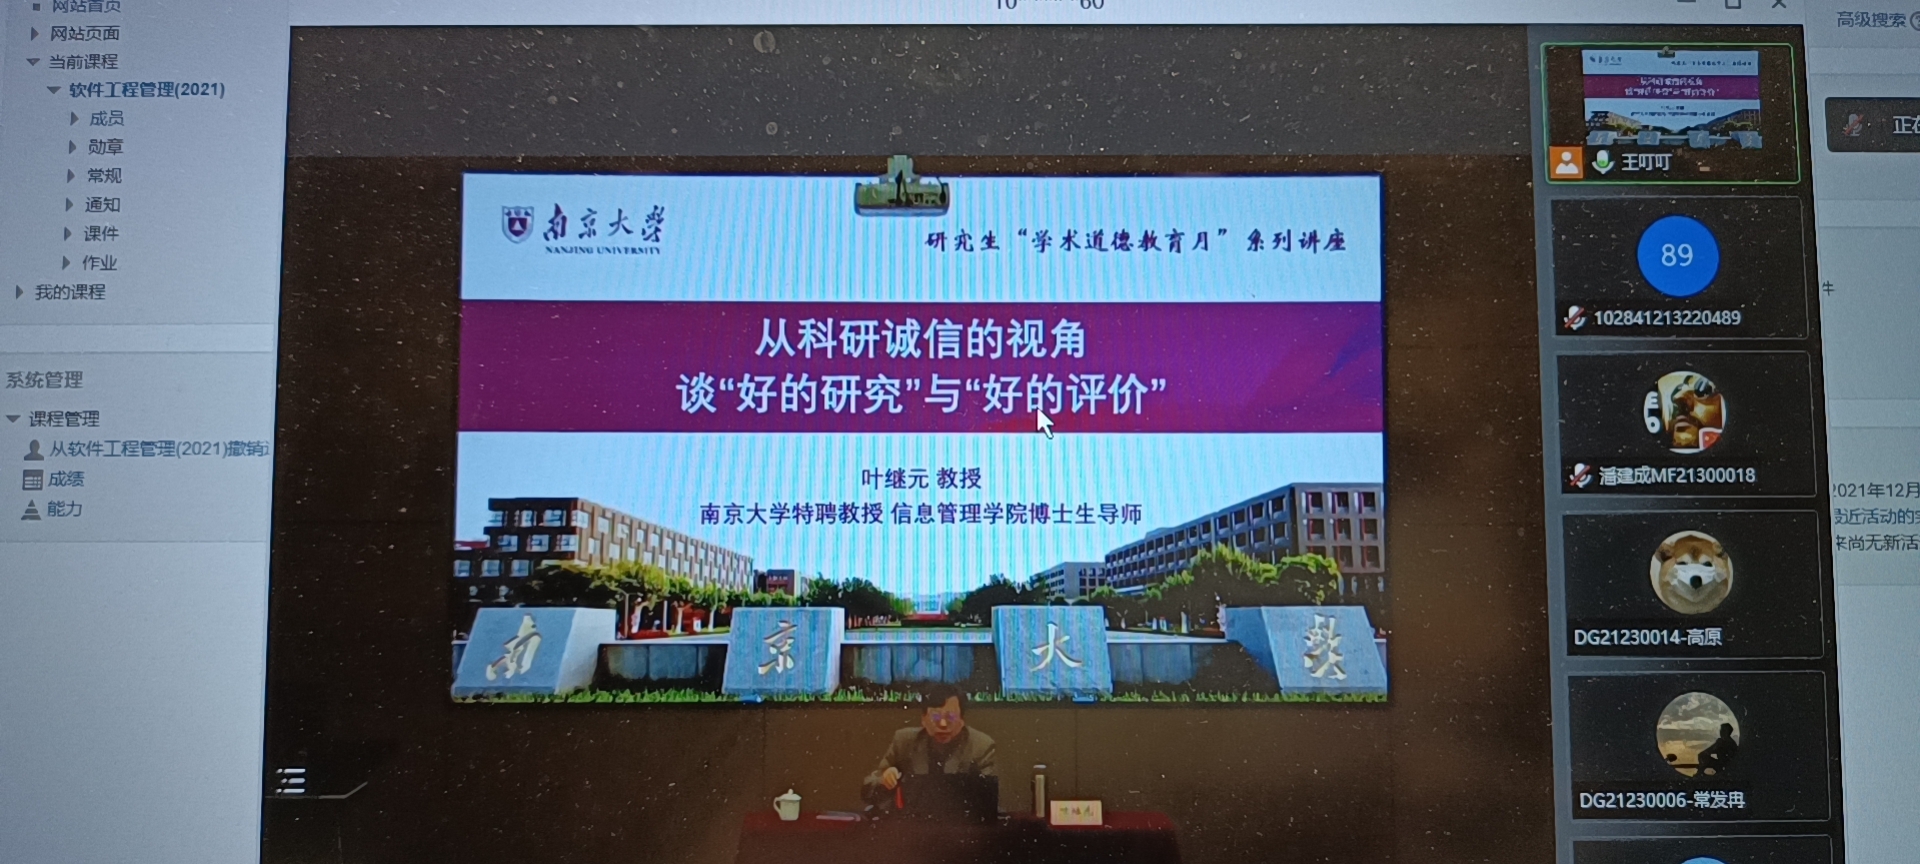 网站首页
网站页面
当前课程
软件工程管理(2021)
成员
勋章
常规
通知
课件
作业
我的课程
系统管理
课程管理
从软件工程管理(2021)撤销
成绩
能力
南京大学
NANJING UNIVERSITY
研究生“学术道德教育月”系列讲座
从科研诚信的视角
谈“好的研究”与“好的评价”
叶继元 教授
南京大学特聘教授 信息管理学院博士生导师
南 京 大 学
王叮叮
89
102841213220489
潘建成MF21300018
DG21230014-高原
DG21230006-常发冉
高级搜索
正在
件
2021年12月
最近活动的
来尚无新活